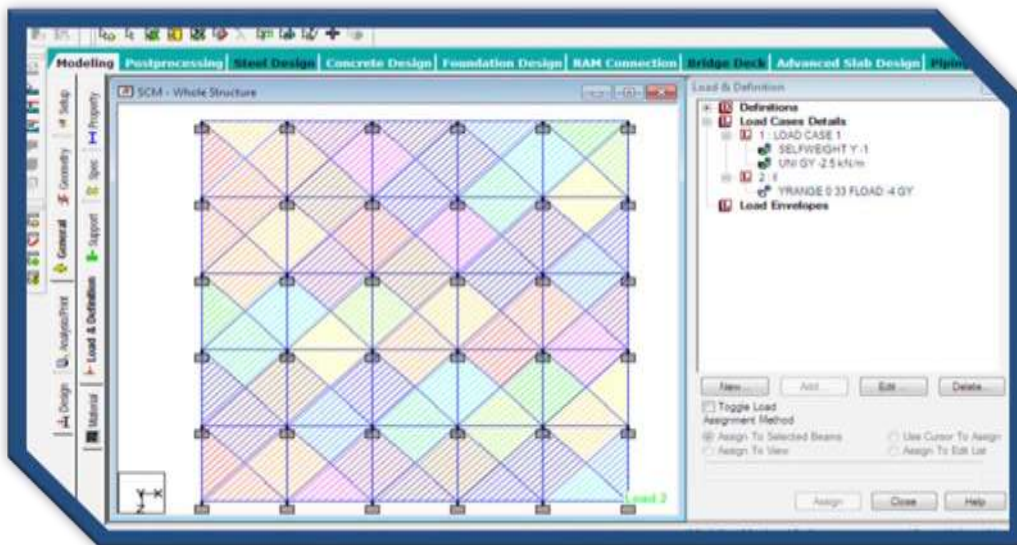 Modeling Postprocessing Steel Design Concrete Design Foundation Design RAM Connection Bridge Deck Advanced Slab Design Piping
SCM - Whole Structure
Load & Definition
Setup
Geometry
General
Analysis/Print
Design
Property
Spec
Support
Load & Definition
Material
Definitions
Load Cases Details
1 : LOAD CASE 1
SELFWEIGHT Y -1
UNI GY -2.5 kN/m
YRANGE 0 33 FLOAD -4 GY
Load Envelopes
New... Add... Edit... Delete...
Toggle Load
Assignment Method
Assign To Selected Beams Use Cursor To Assign
Assign To View Assign To Edit List
Assign Close Help
Y X
Z
Load 2